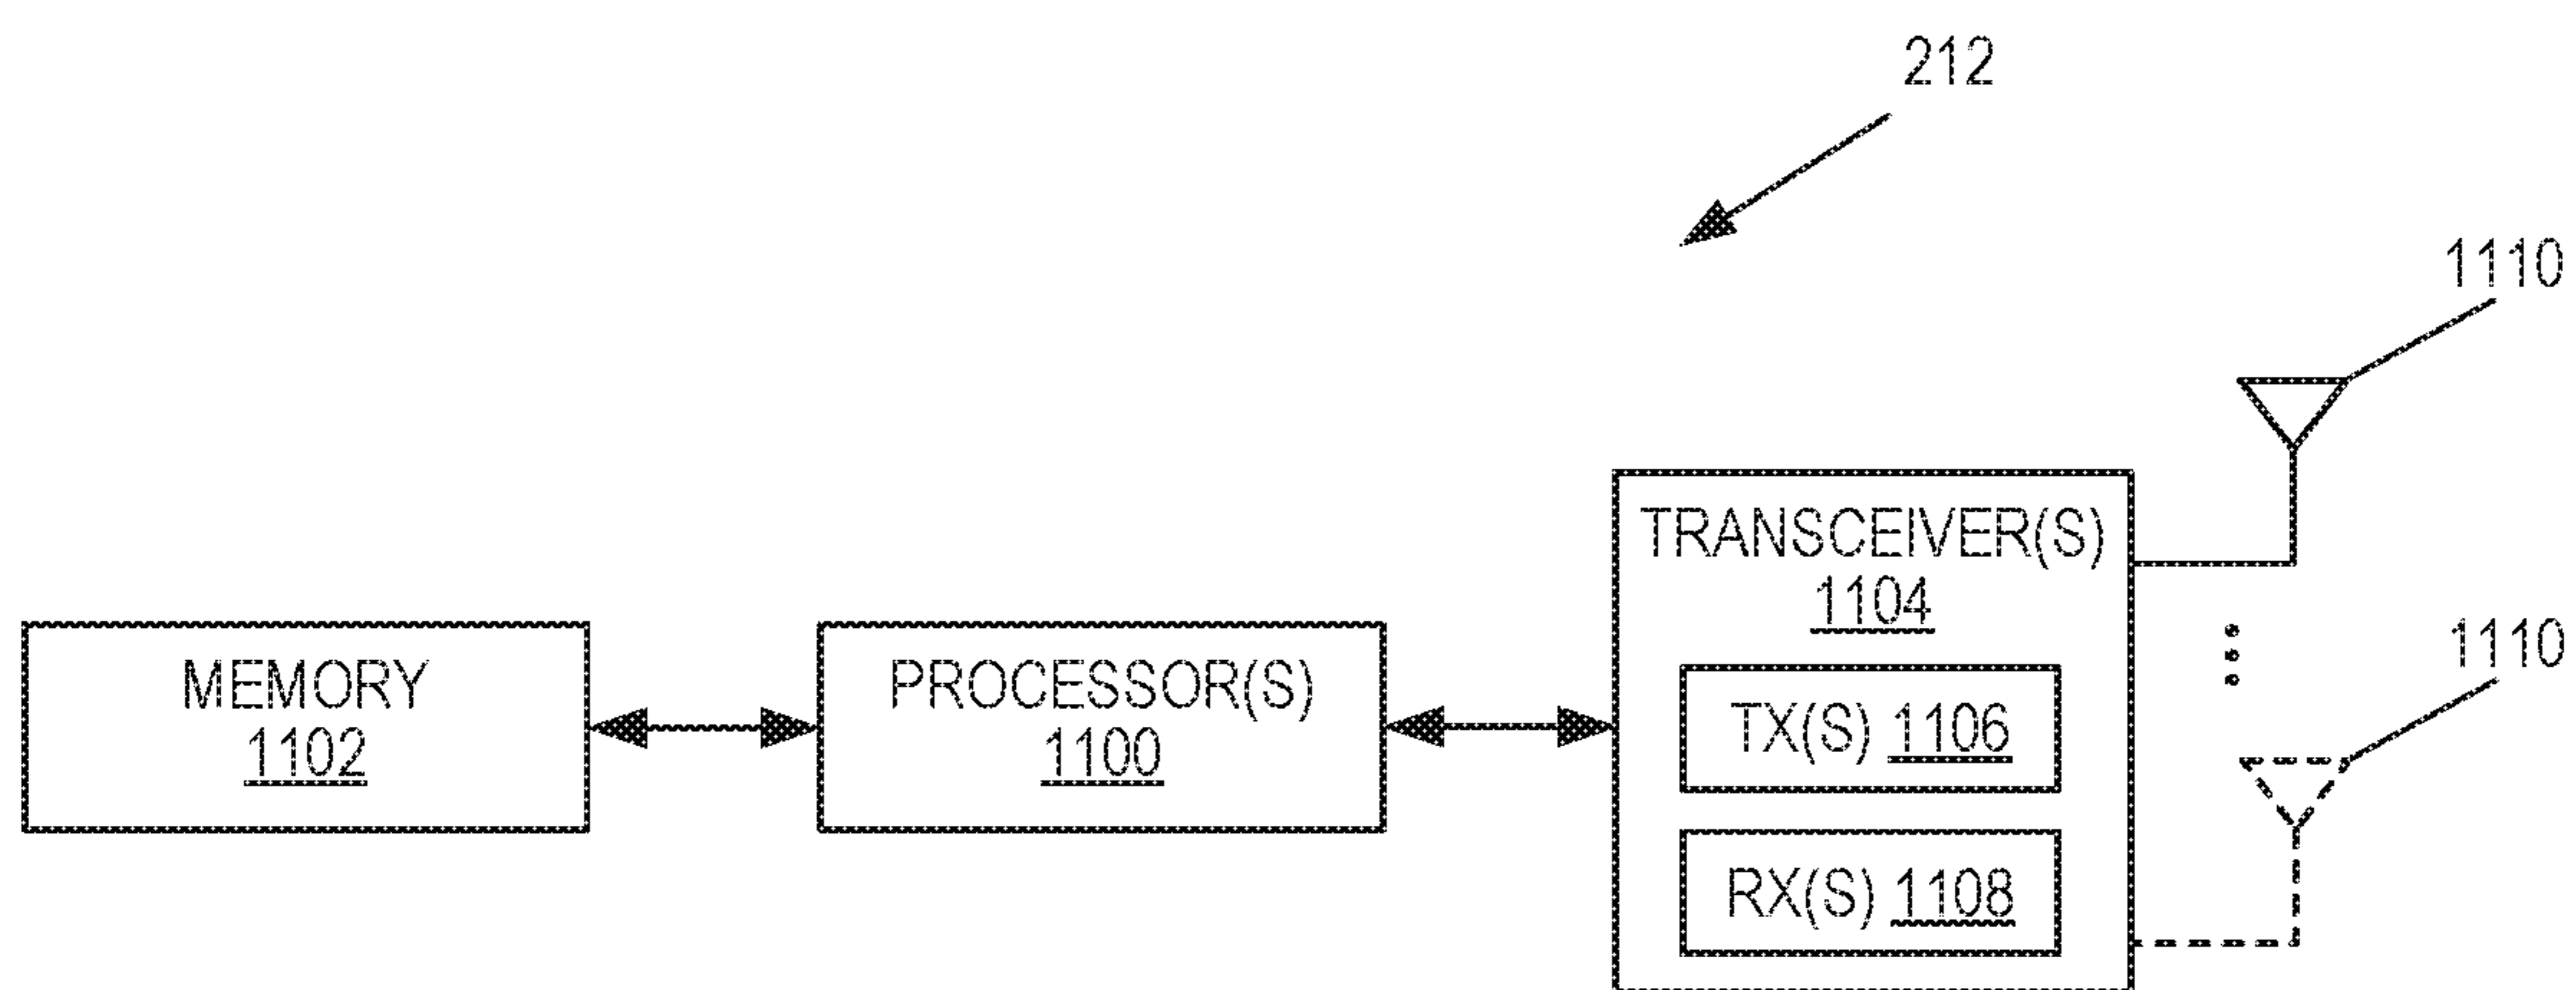 212
1110
TRANSCEIVER(S)
1104
1110
MEMORY
1102
PROCESSOR(S)
1100
TX(S) 1106
RX(S) 1108